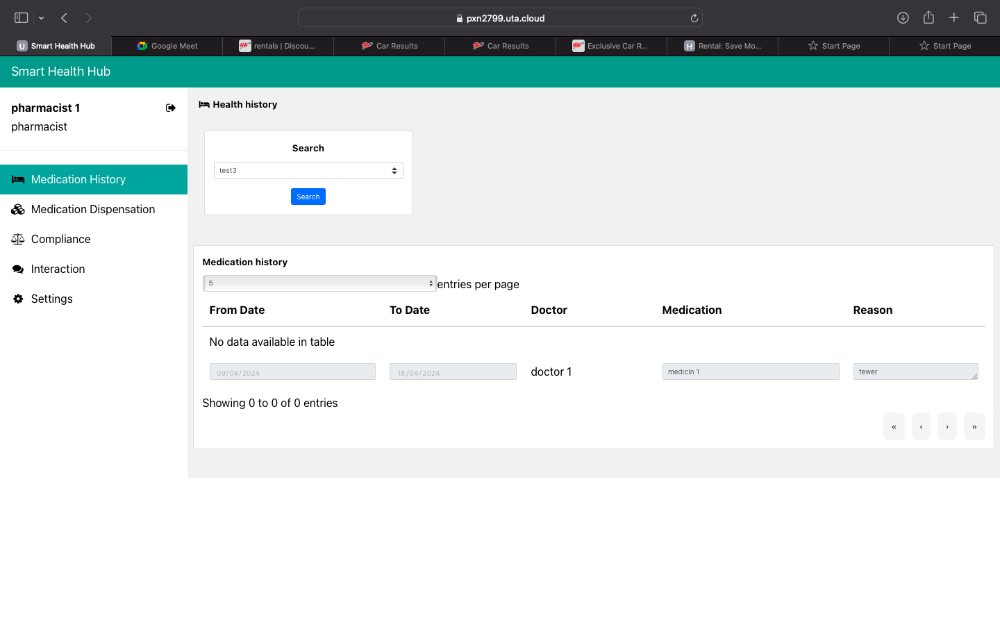 pxn2799.uta.cloud
U Smart Health Hub
Google Meet
rentals | Discou...
Car Results
Car Results
Exclusive Car R...
H Rental: Save Mo...
Start Page
Start Page
Smart Health Hub
pharmacist 1
pharmacist
Medication History
Medication Dispensation
Compliance
Interaction
Settings
Health history
Search
test3
Search
Medication history
5 entries per page
From Date To Date Doctor Medication Reason
No data available in table
09/04/2024 18/04/2024 doctor 1 medicin 1 fewer
Showing 0 to 0 of 0 entries
« ‹ › »